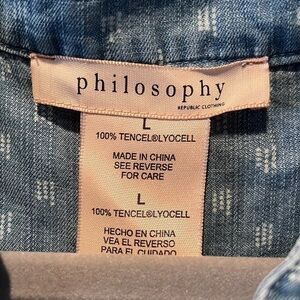 philosophy
REPUBLIC CLOTHING
L
100% TENCEL®LYOCELL
MADE IN CHINA
SEE REVERSE
FOR CARE
L
100% TENCEL®LYOCELL
HECHO EN CHINA
VEA EL REVERSO
PARA EL CUIDADO